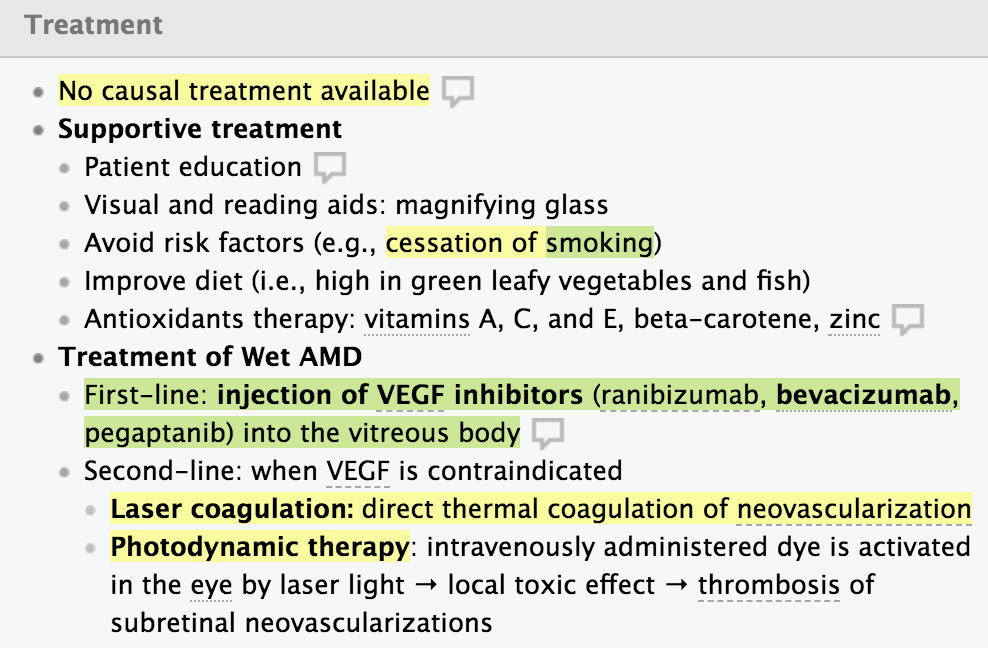 Treatment
No causal treatment available
Supportive treatment
Patient education
Visual and reading aids: magnifying glass
Avoid risk factors (e.g., cessation of smoking)
Improve diet (i.e., high in green leafy vegetables and fish)
Antioxidants therapy: vitamins A, C, and E, beta-carotene, zinc
Treatment of Wet AMD
First-line: injection of VEGF inhibitors (ranibizumab, bevacizumab,
pegaptanib) into the vitreous body
Second-line: when VEGF is contraindicated
Laser coagulation: direct thermal coagulation of neovascularization
Photodynamic therapy: intravenously administered dye is activated
in the eye by laser light → local toxic effect → thrombosis of
subretinal neovascularizations